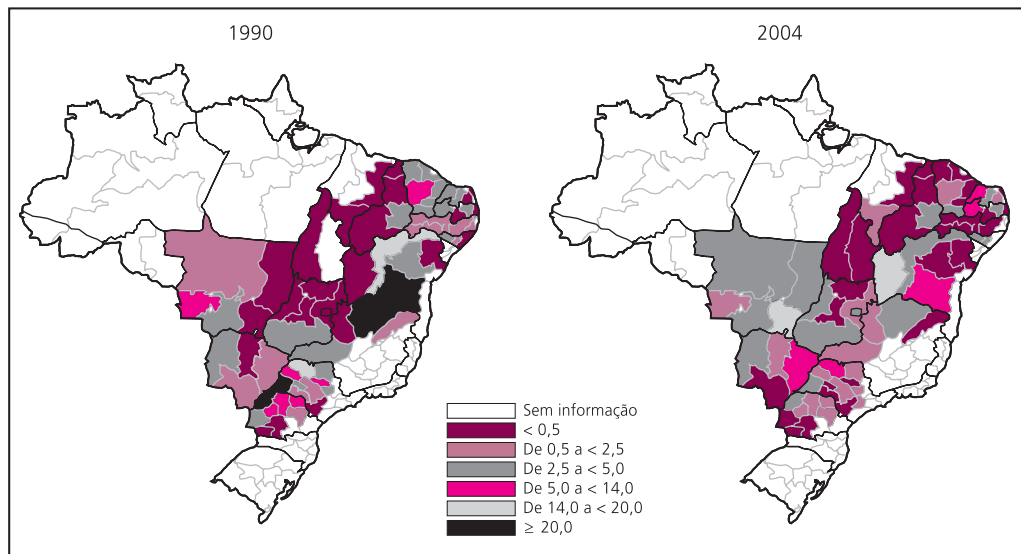 1990
2004
Sem informação
< 0,5
De 0,5 a < 2,5
De 2,5 a < 5,0
De 5,0 a < 14,0
De 14,0 a < 20,0
≥ 20,0